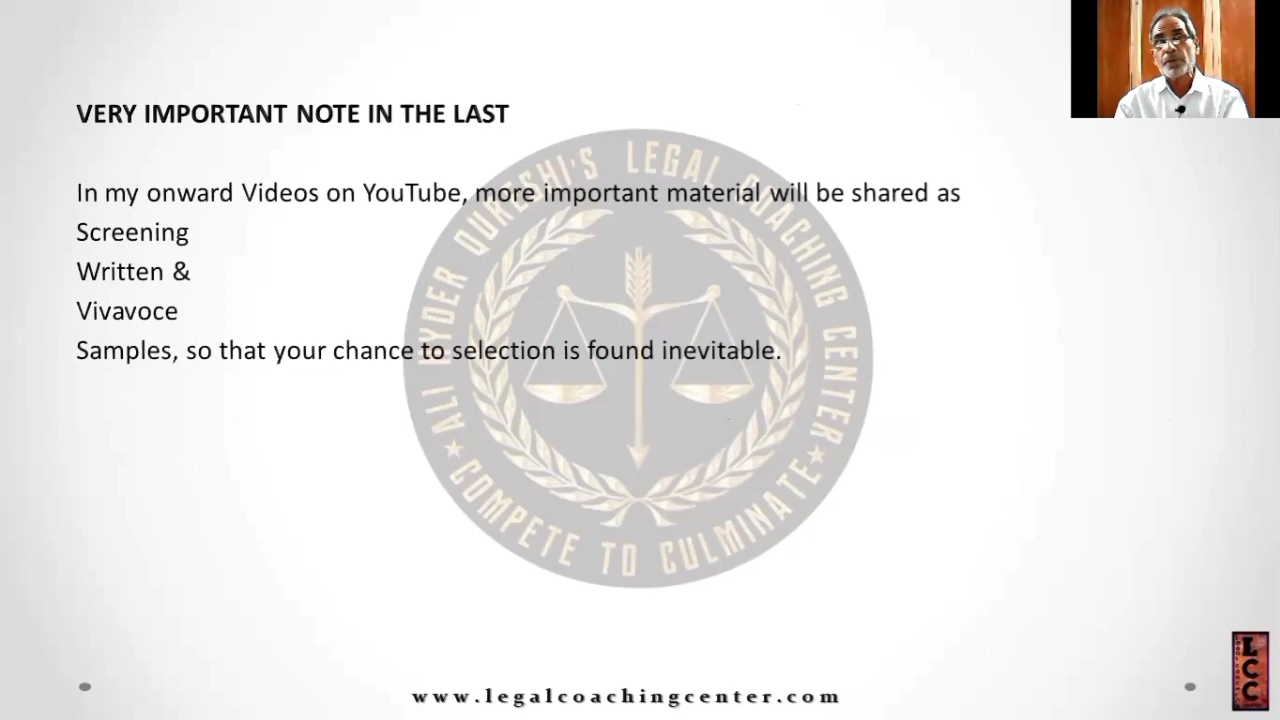 VERY IMPORTANT NOTE IN THE LAST
In my onward Videos on YouTube, more important material will be shared as
Screening
Written &
Vivavoce
Samples, so that your chance to selection is found inevitable.
ALI HYDER QURESHI'S LEGAL COACHING CENTER
COMPETE TO CULMINATE
www.legalcoachingcenter.com
LCC